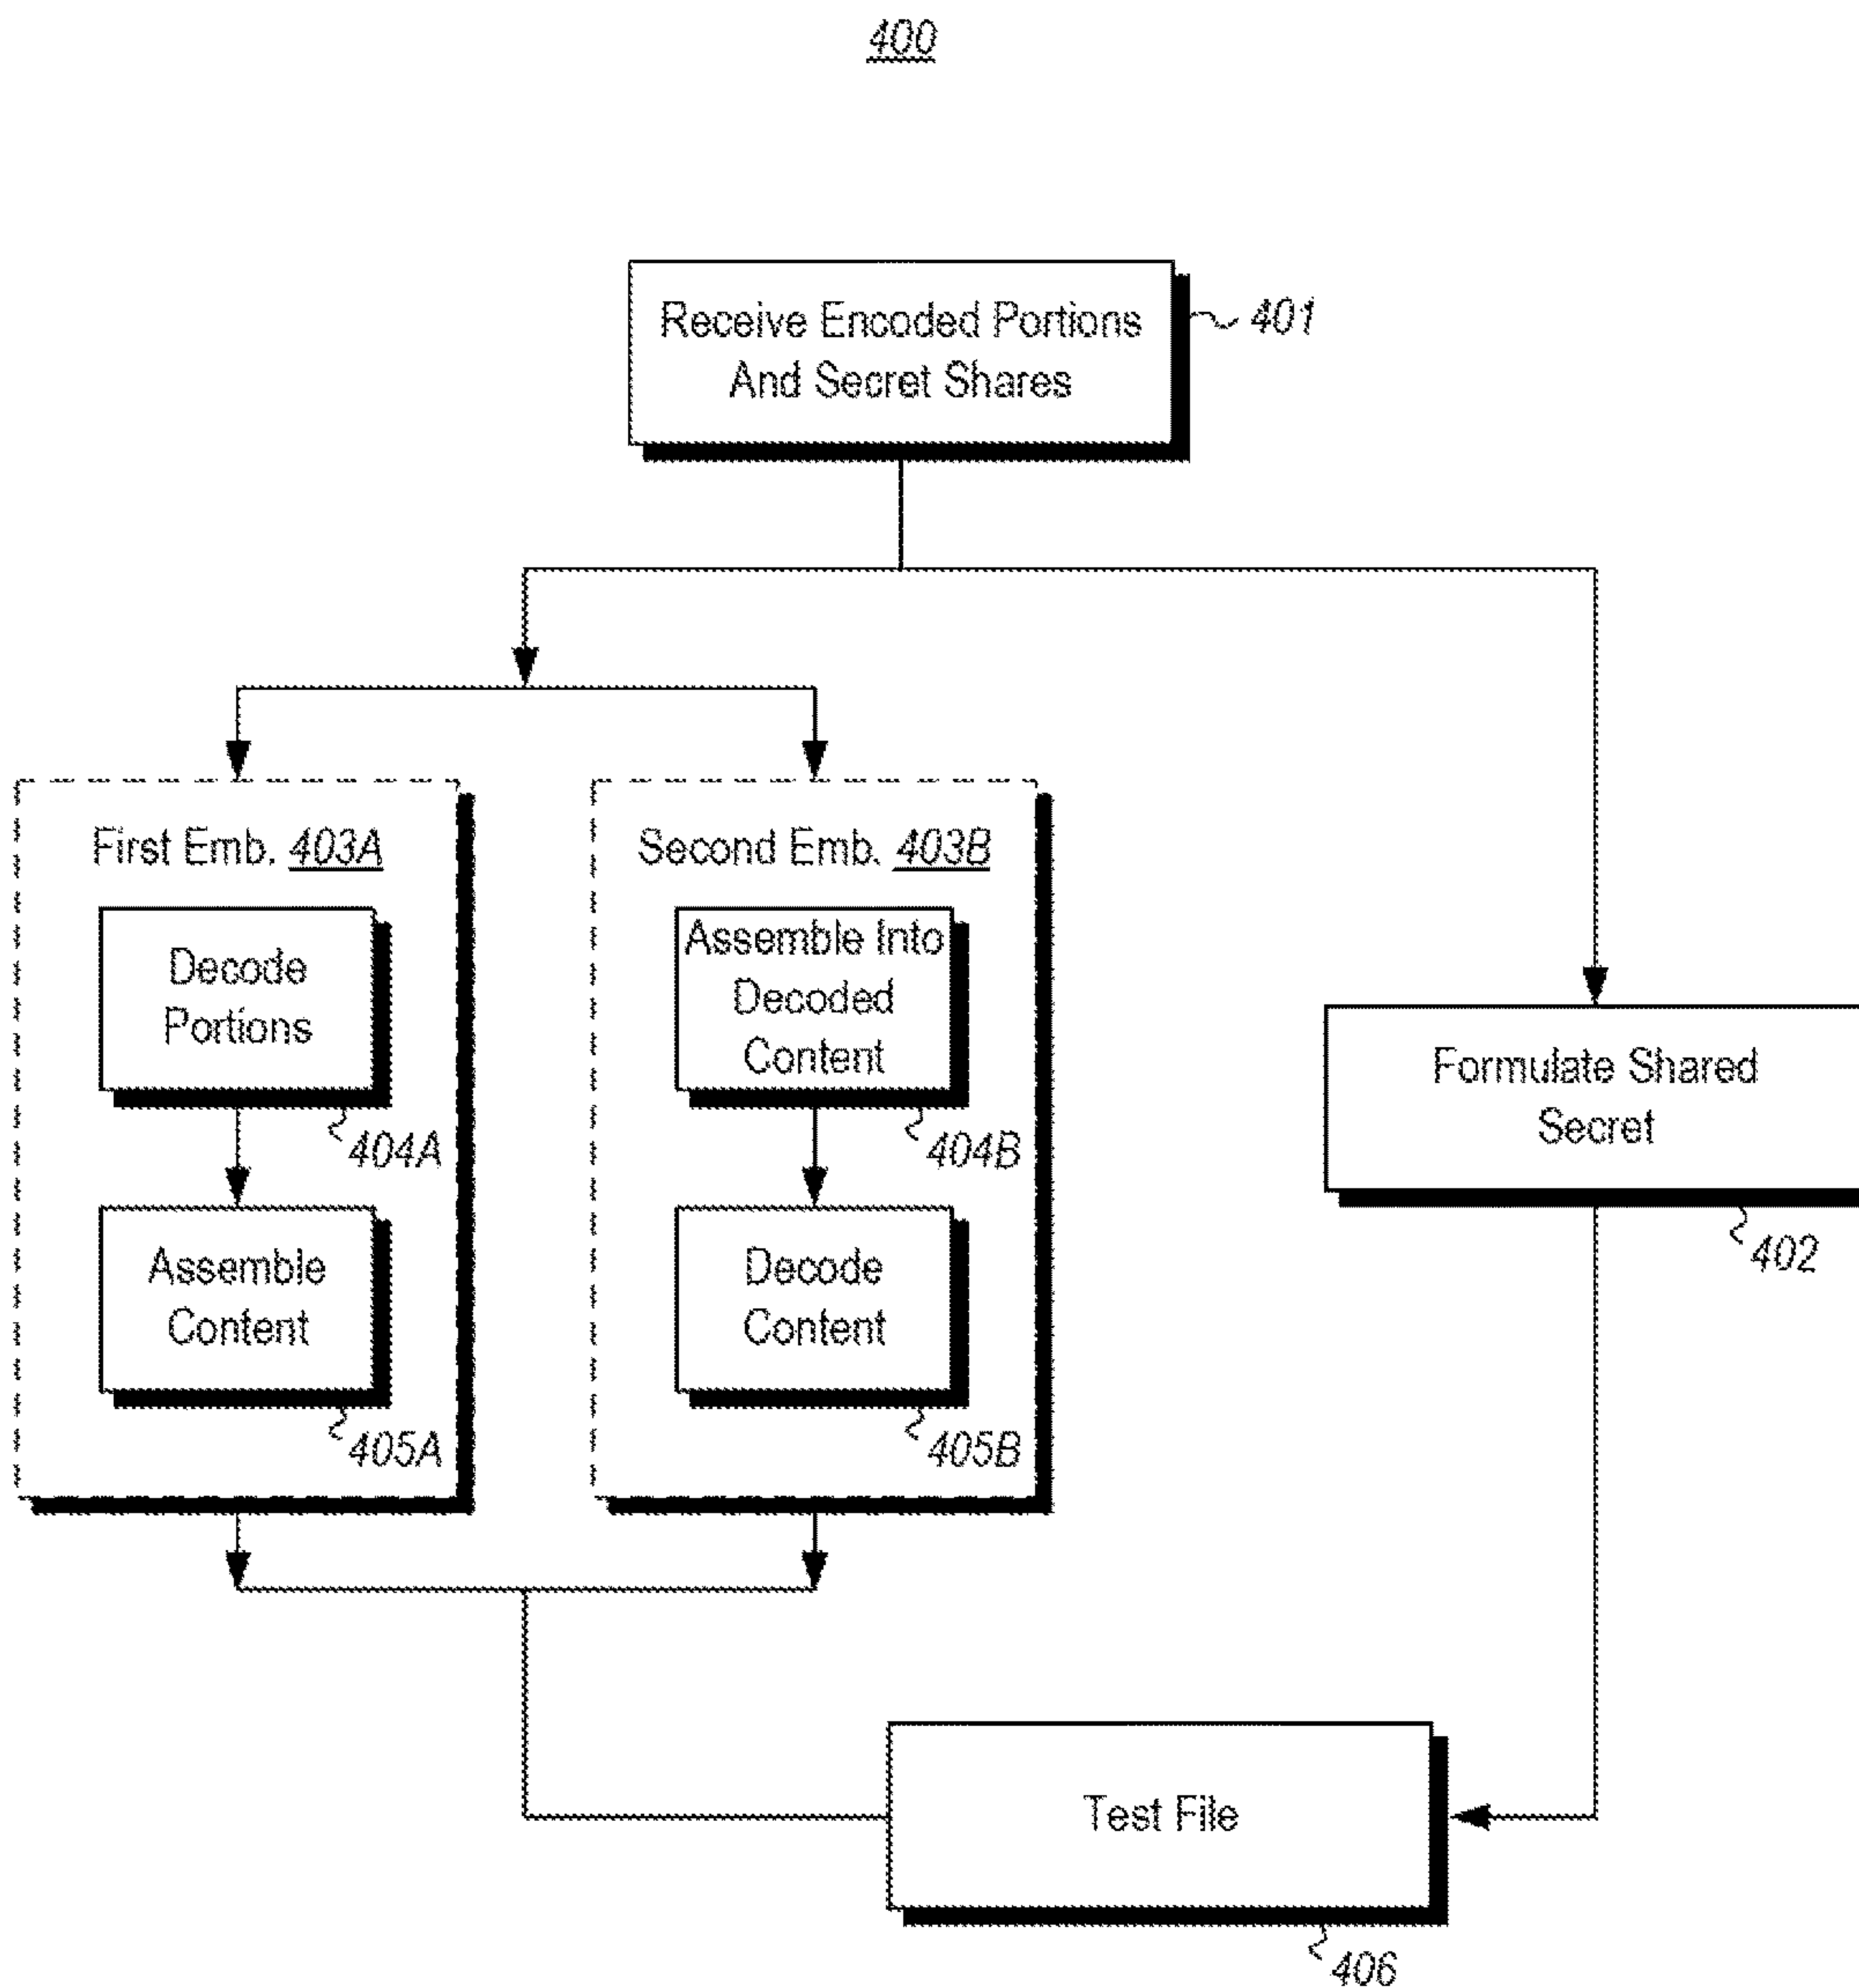 400
Receive Encoded Portions
And Secret Shares
401
First Emb. 403A
Decode
Portions
404A
Assemble
Content
405A
Second Emb. 403B
Assemble Into
Decoded
Content
404B
Decode
Content
405B
Formulate Shared
Secret
402
Test File
406